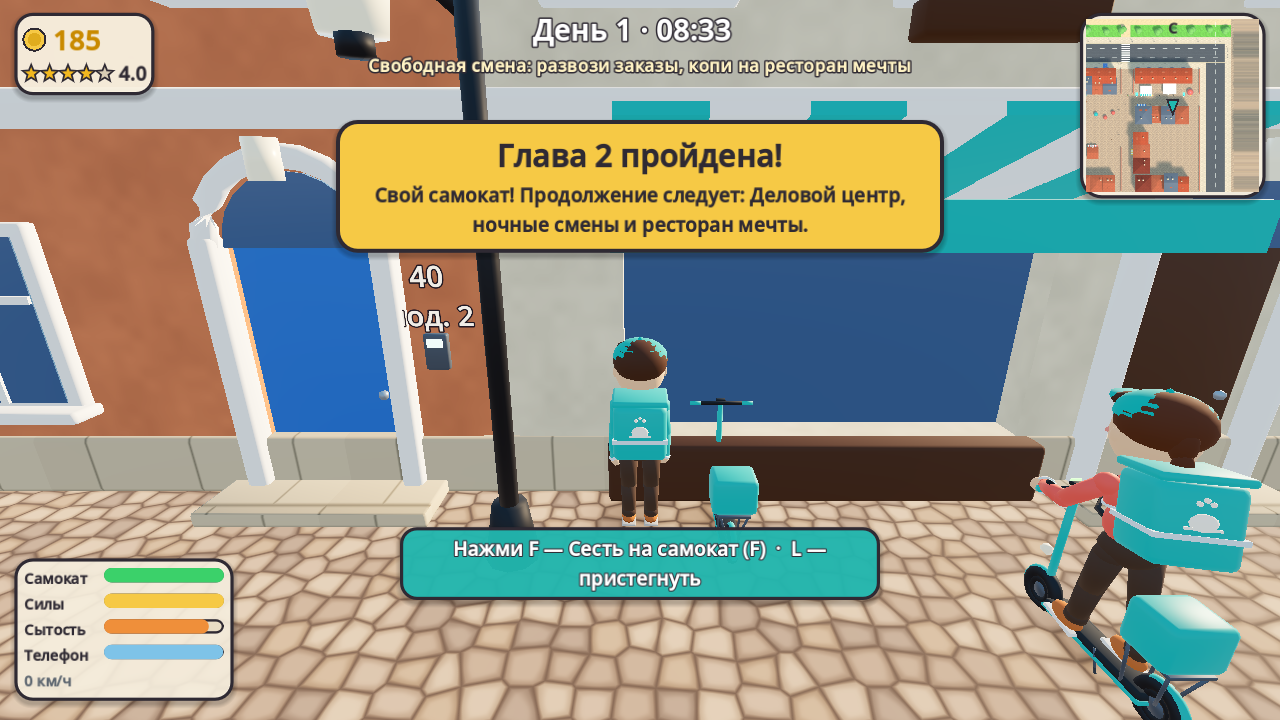 185
4.0
День 1 · 08:33
Свободная смена: развози заказы, копи на ресторан мечты
С
Глава 2 пройдена!
Свой самокат! Продолжение следует: Деловой центр,
ночные смены и ресторан мечты.
40
под. 2
Нажми F — Сесть на самокат (F) · L —
пристегнуть
Самокат
Силы
Сытость
Телефон
0 км/ч